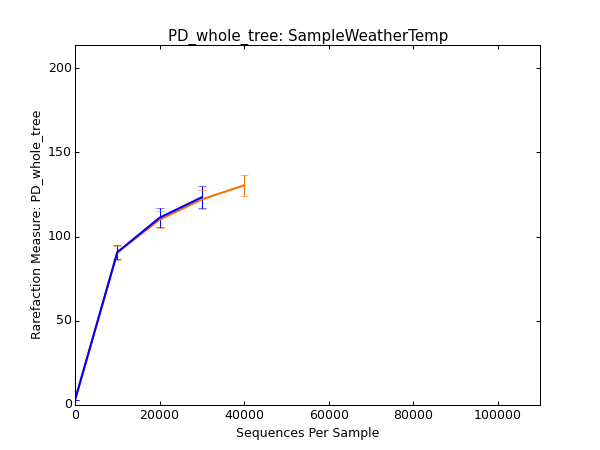 PD_whole_tree: SampleWeatherTemp
200
150
100
50
0
Rarefaction Measure: PD_whole_tree
0 20000 40000 60000 80000 100000
Sequences Per Sample